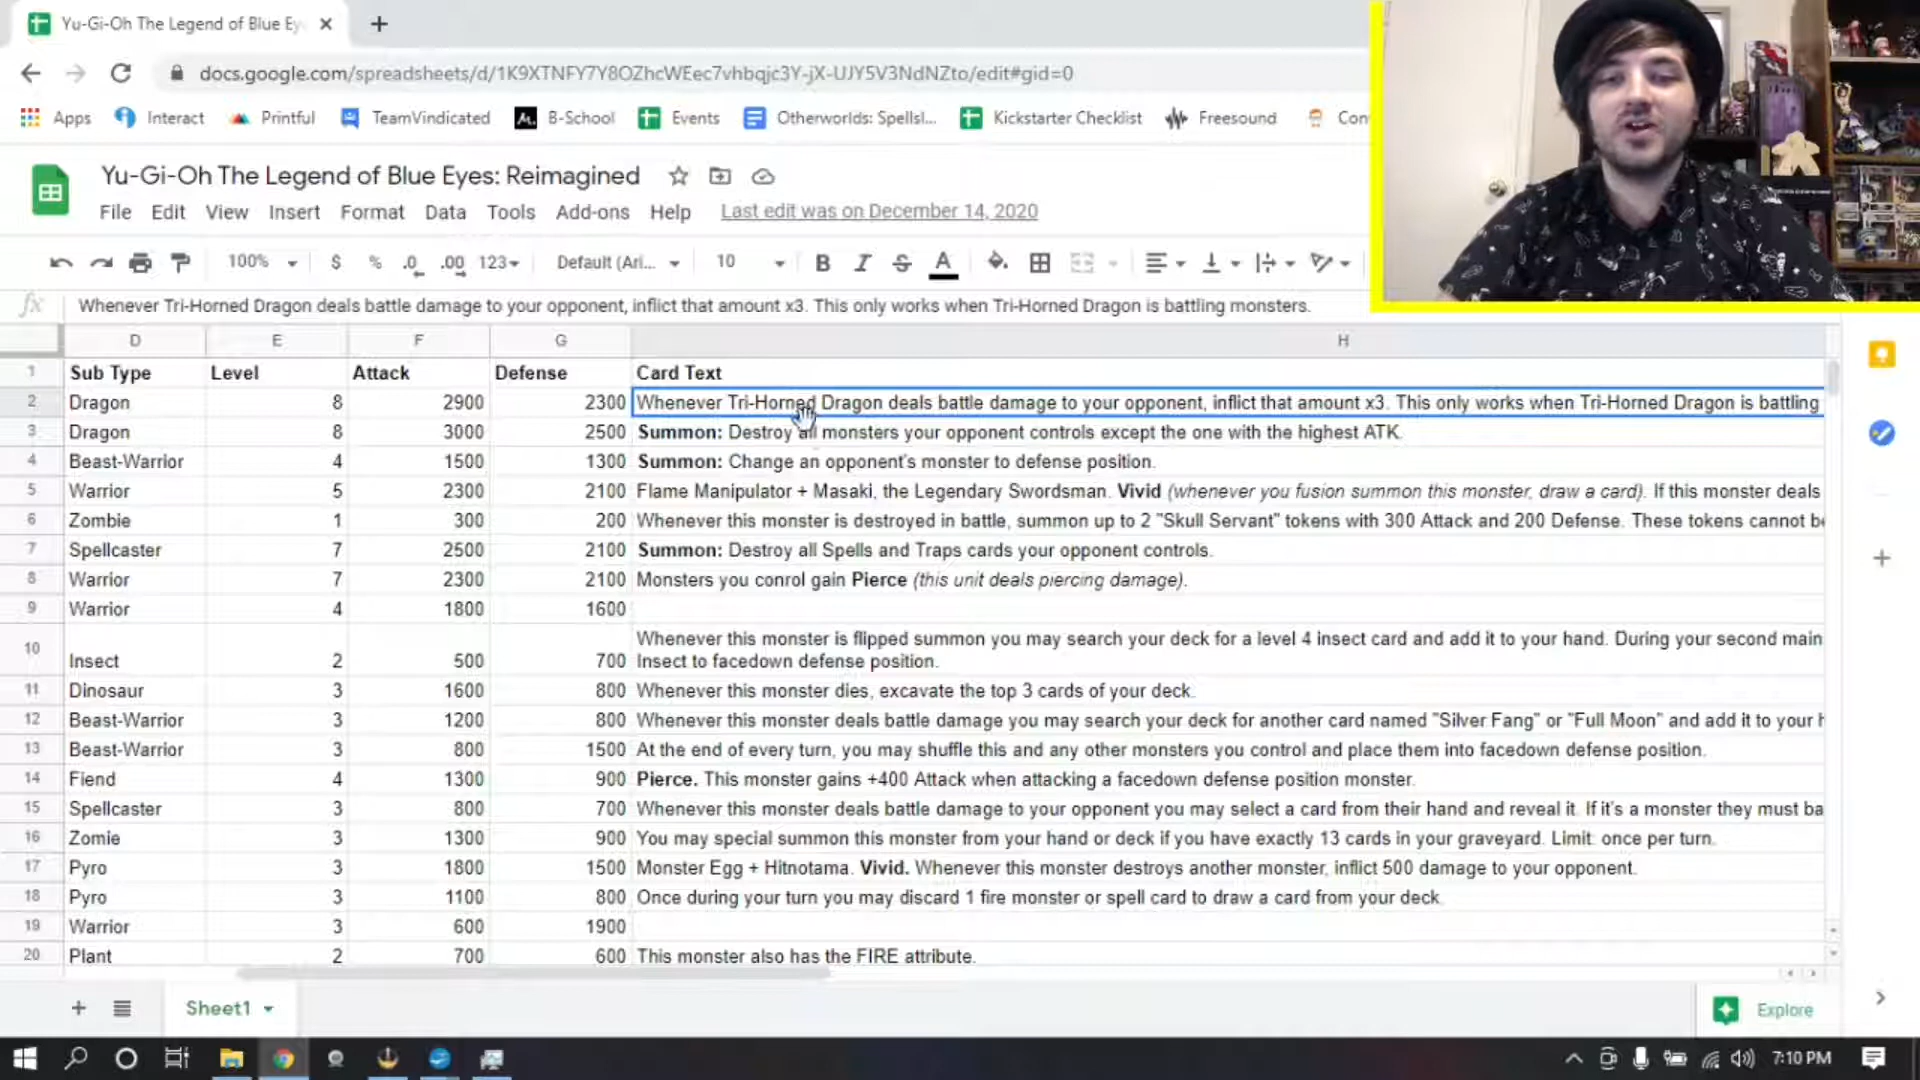 Yu-Gi-Oh The Legend of Blue Ey
docs.google.com/spreadsheets/d/1K9XTNFY7Y8OZhcWEec7vhbqjc3Y-jX-UJY5V3NdNZto/edit#gid=0
Apps Interact Printful TeamVindicated B-School Events Otherworlds: Spellsl... Kickstarter Checklist Freesound Con
Yu-Gi-Oh The Legend of Blue Eyes: Reimagined
File Edit View Insert Format Data Tools Add-ons Help Last edit was on December 14, 2020
100% $ % .0 .00 123 Default (Ari... 10 B I S A
fx Whenever Tri-Horned Dragon deals battle damage to your opponent, inflict that amount x3. This only works when Tri-Horned Dragon is battling monsters.
D E F G H
1 Sub Type Level Attack Defense Card Text
2 Dragon 8 2900 2300 Whenever Tri-Horned Dragon deals battle damage to your opponent, inflict that amount x3. This only works when Tri-Horned Dragon is battling
3 Dragon 8 3000 2500 Summon: Destroy all monsters your opponent controls except the one with the highest ATK.
4 Beast-Warrior 4 1500 1300 Summon: Change an opponent's monster to defense position.
5 Warrior 5 2300 2100 Flame Manipulator + Masaki, the Legendary Swordsman. Vivid (whenever you fusion summon this monster, draw a card). If this monster deals
6 Zombie 1 300 200 Whenever this monster is destroyed in battle, summon up to 2 "Skull Servant" tokens with 300 Attack and 200 Defense. These tokens cannot be
7 Spellcaster 7 2500 2100 Summon: Destroy all Spells and Traps cards your opponent controls.
8 Warrior 7 2300 2100 Monsters you conrol gain Pierce (this unit deals piercing damage).
9 Warrior 4 1800 1600
10 Insect 2 500 700 Whenever this monster is flipped summon you may search your deck for a level 4 insect card and add it to your hand. During your second main
Insect to facedown defense position.
11 Dinosaur 3 1600 800 Whenever this monster dies, excavate the top 3 cards of your deck.
12 Beast-Warrior 3 1200 800 Whenever this monster deals battle damage you may search your deck for another card named "Silver Fang" or "Full Moon" and add it to your h
13 Beast-Warrior 3 800 1500 At the end of every turn, you may shuffle this and any other monsters you control and place them into facedown defense position.
14 Fiend 4 1300 900 Pierce. This monster gains +400 Attack when attacking a facedown defense position monster.
15 Spellcaster 3 800 700 Whenever this monster deals battle damage to your opponent you may select a card from their hand and reveal it. If it's a monster they must ba
16 Zomie 3 1300 900 You may special summon this monster from your hand or deck if you have exactly 13 cards in your graveyard. Limit: once per turn.
17 Pyro 3 1800 1500 Monster Egg + Hitnotama. Vivid. Whenever this monster destroys another monster, inflict 500 damage to your opponent.
18 Pyro 3 1100 800 Once during your turn you may discard 1 fire monster or spell card to draw a card from your deck.
19 Warrior 3 600 1900
20 Plant 2 700 600 This monster also has the FIRE attribute.
Sheet1 Explore
7:10 PM